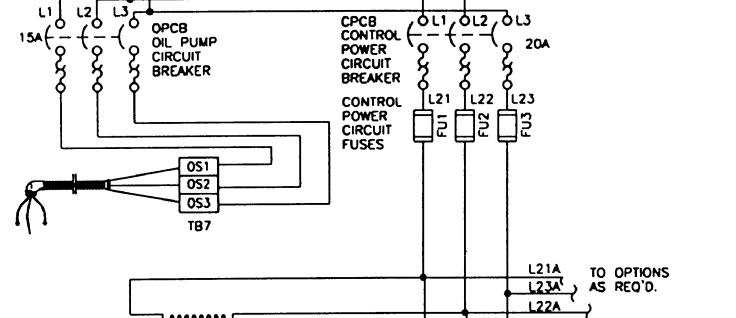 L1 L2 L3
15A
OPCB
OIL PUMP
CIRCUIT
BREAKER
CPCB
CONTROL
POWER
CIRCUIT
BREAKER
L1 L2 L3
20A
CONTROL
POWER
CIRCUIT
FUSES
L21 L22 L23
FU1 FU2 FU3
OS1
OS2
OS3
TB7
L21A
L23A
L22A
TO OPTIONS
AS REQ'D.